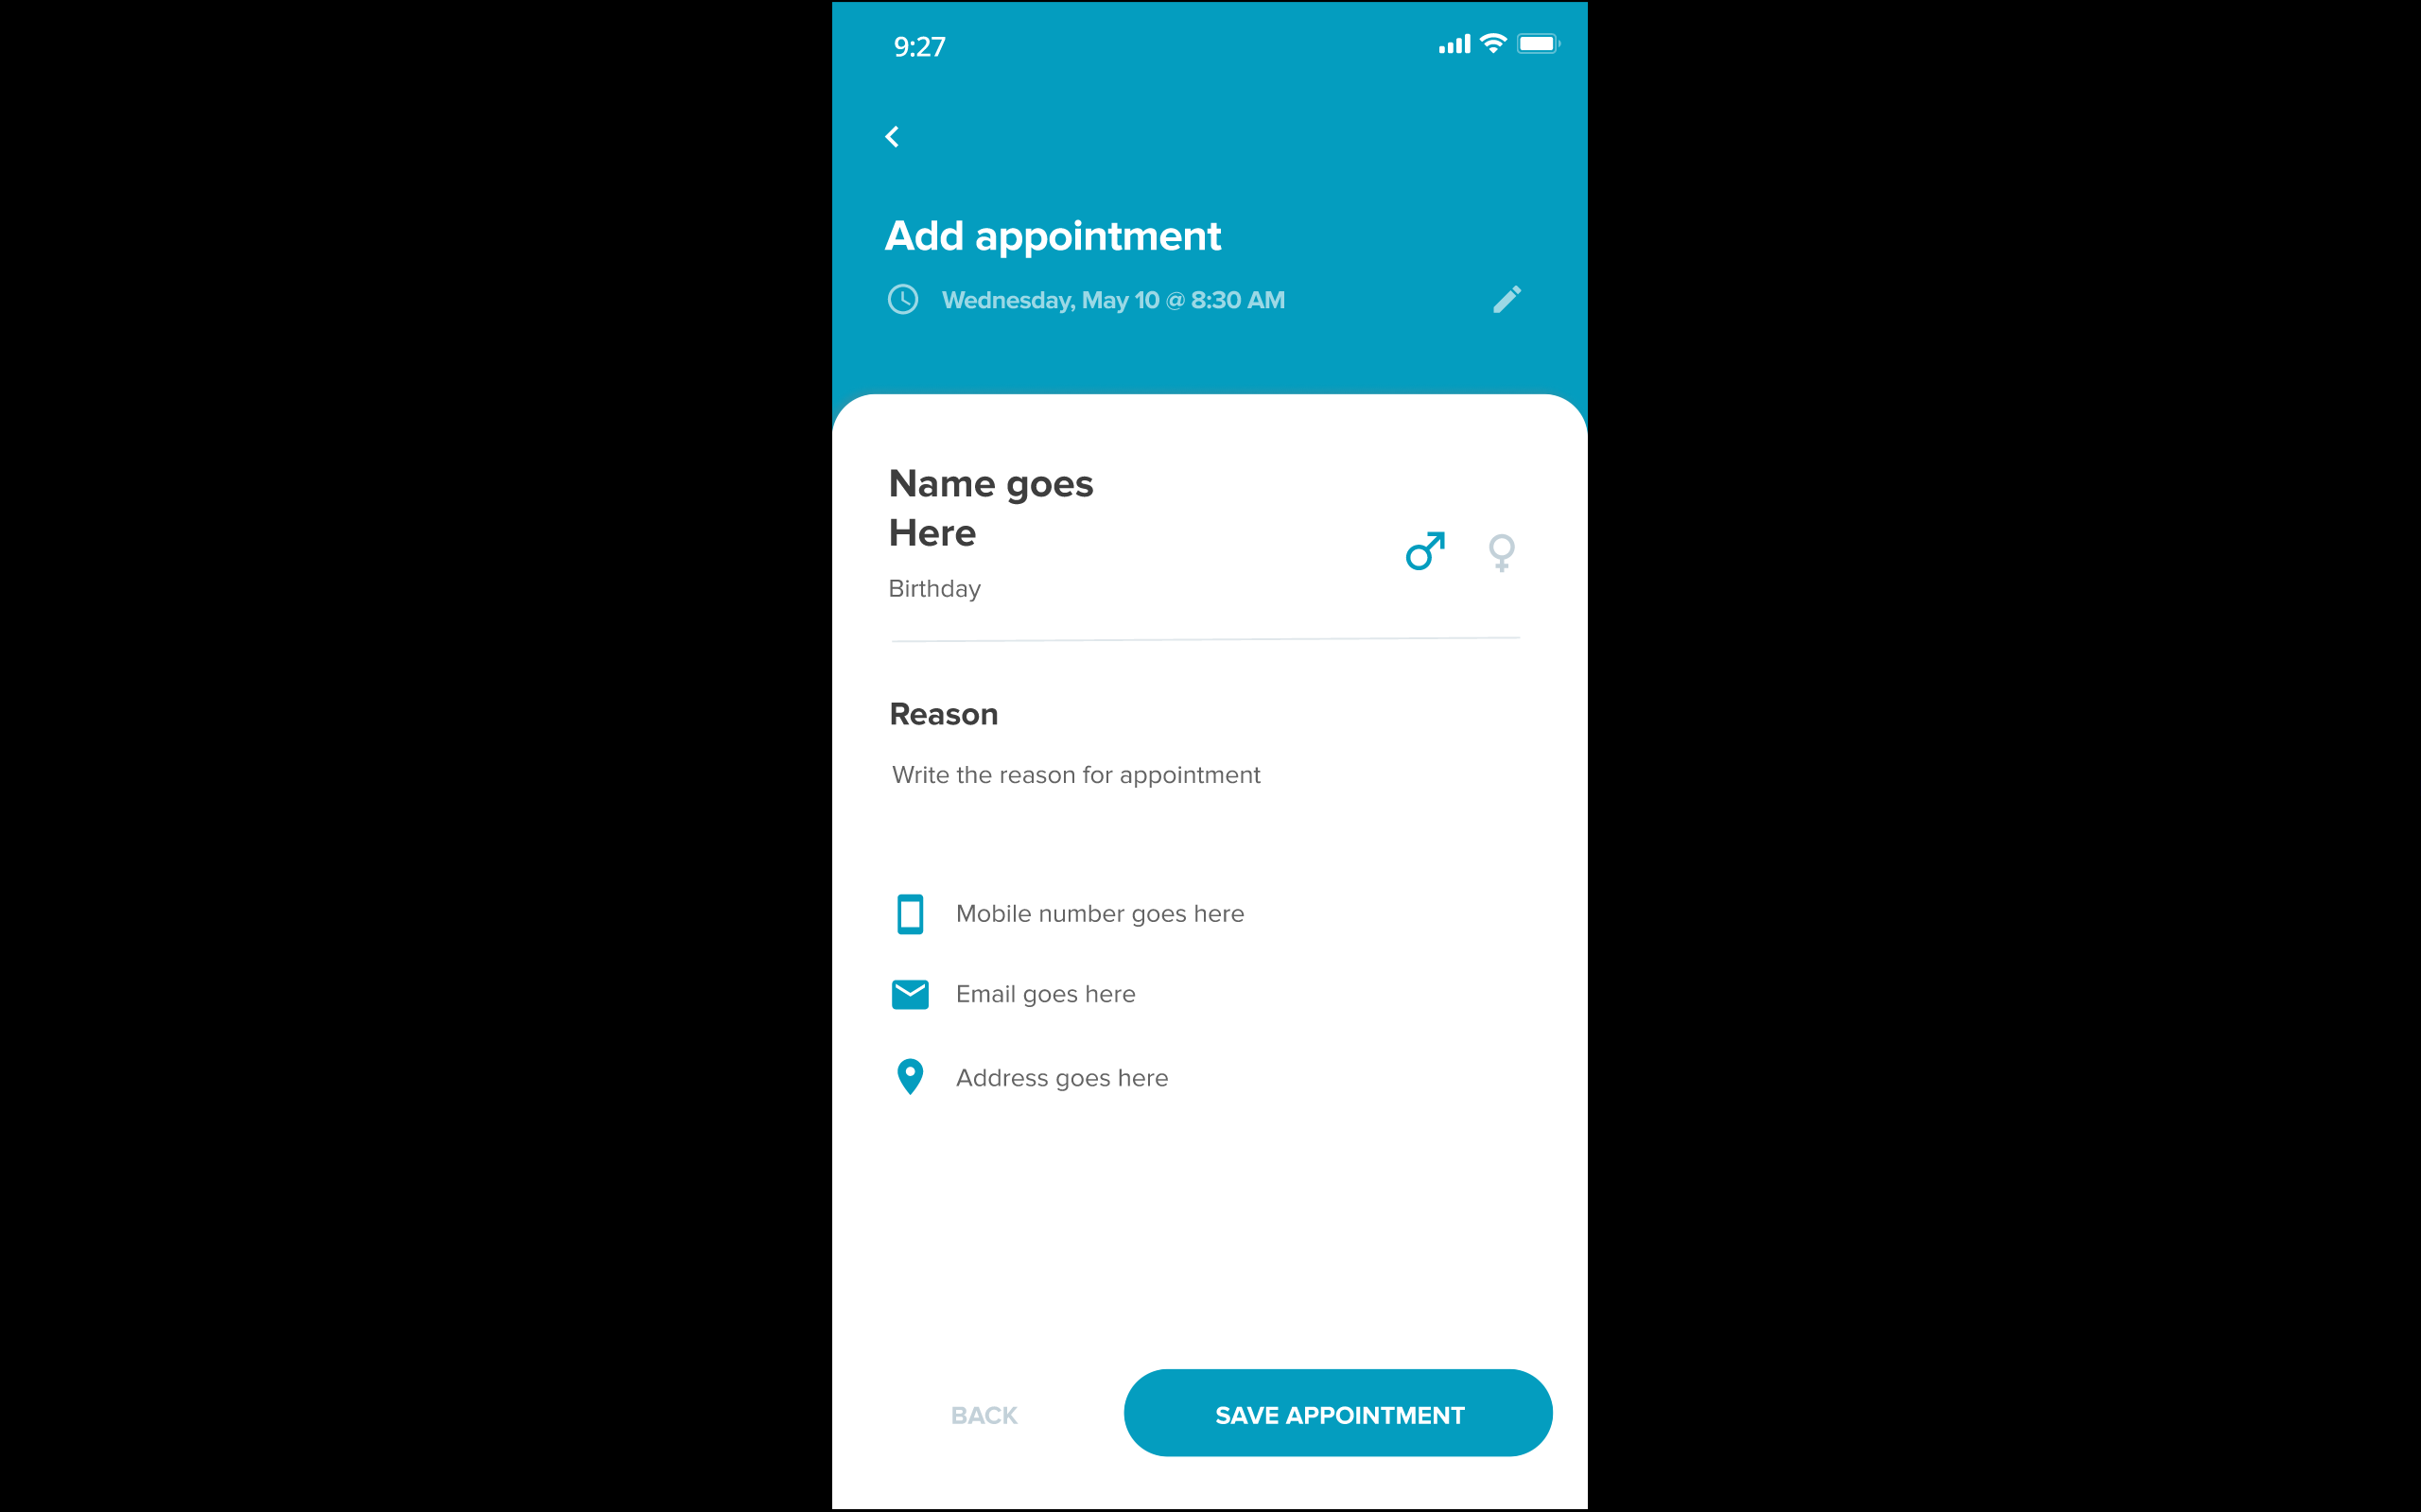 9:27
Add appointment
Wednesday, May 10 @ 8:30 AM
Name goes
Here
Birthday
Reason
Write the reason for appointment
Mobile number goes here
Email goes here
Address goes here
BACK
SAVE APPOINTMENT